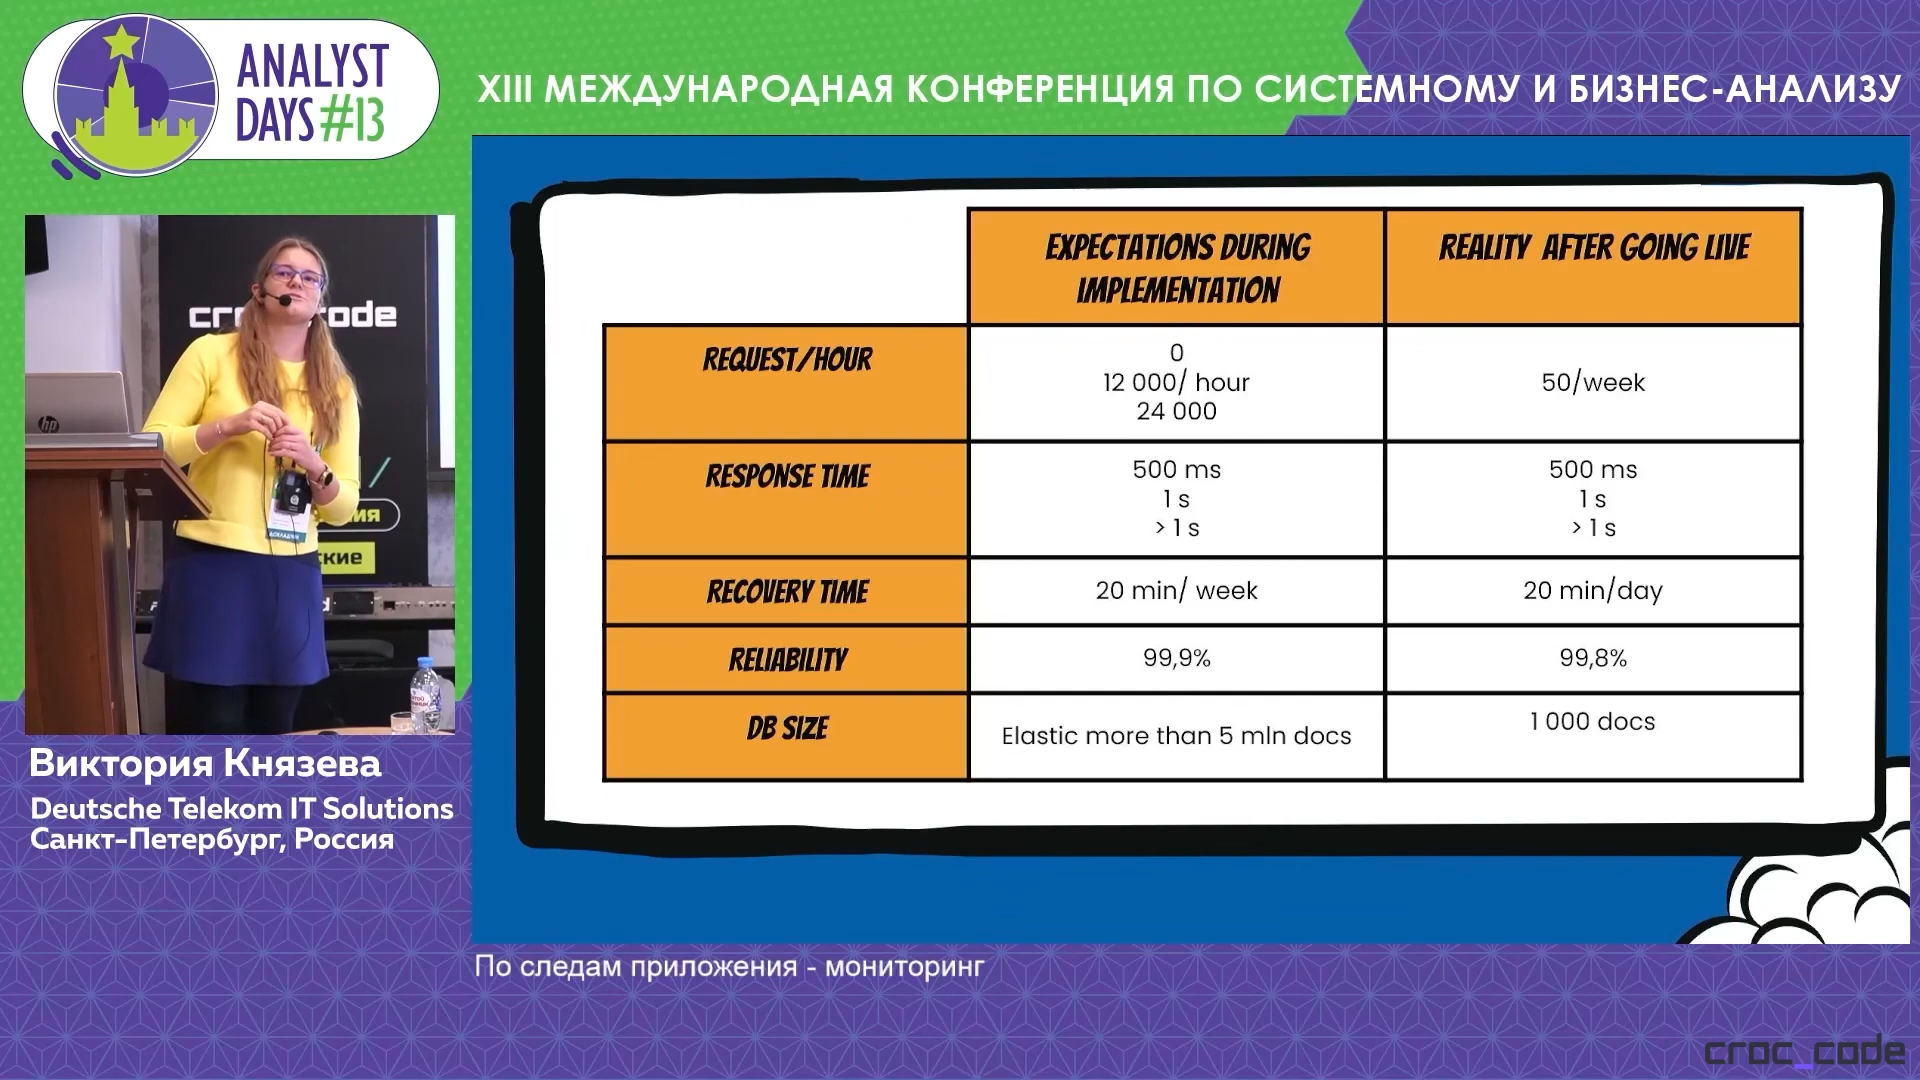 ANALYST
DAYS #13
XIII МЕЖДУНАРОДНАЯ КОНФЕРЕНЦИЯ ПО СИСТЕМНОМУ И БИЗНЕС-АНАЛИЗУ
EXPECTATIONS DURING
IMPLEMENTATION
REALITY AFTER GOING LIVE
REQUEST/HOUR
0
12 000/ hour
24 000
50/week
RESPONSE TIME
500 ms
1 s
> 1 s
500 ms
1 s
> 1 s
RECOVERY TIME
20 min/ week
20 min/day
RELIABILITY
99,9%
99,8%
DB SIZE
Elastic more than 5 mln docs
1 000 docs
hp
ДОКЛАДЧИК
Виктория Князева
Deutsche Telekom IT Solutions
Санкт-Петербург, Россия
По следам приложения - мониторинг
croc_code